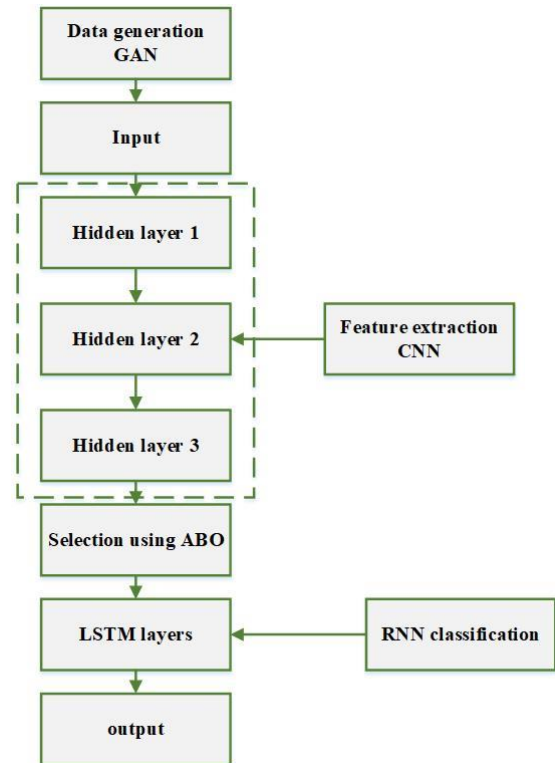 Data generation
GAN
Input
Hidden layer 1
Hidden layer 2
Feature extraction
CNN
Hidden layer 3
Selection using ABO
LSTM layers
RNN classification
output